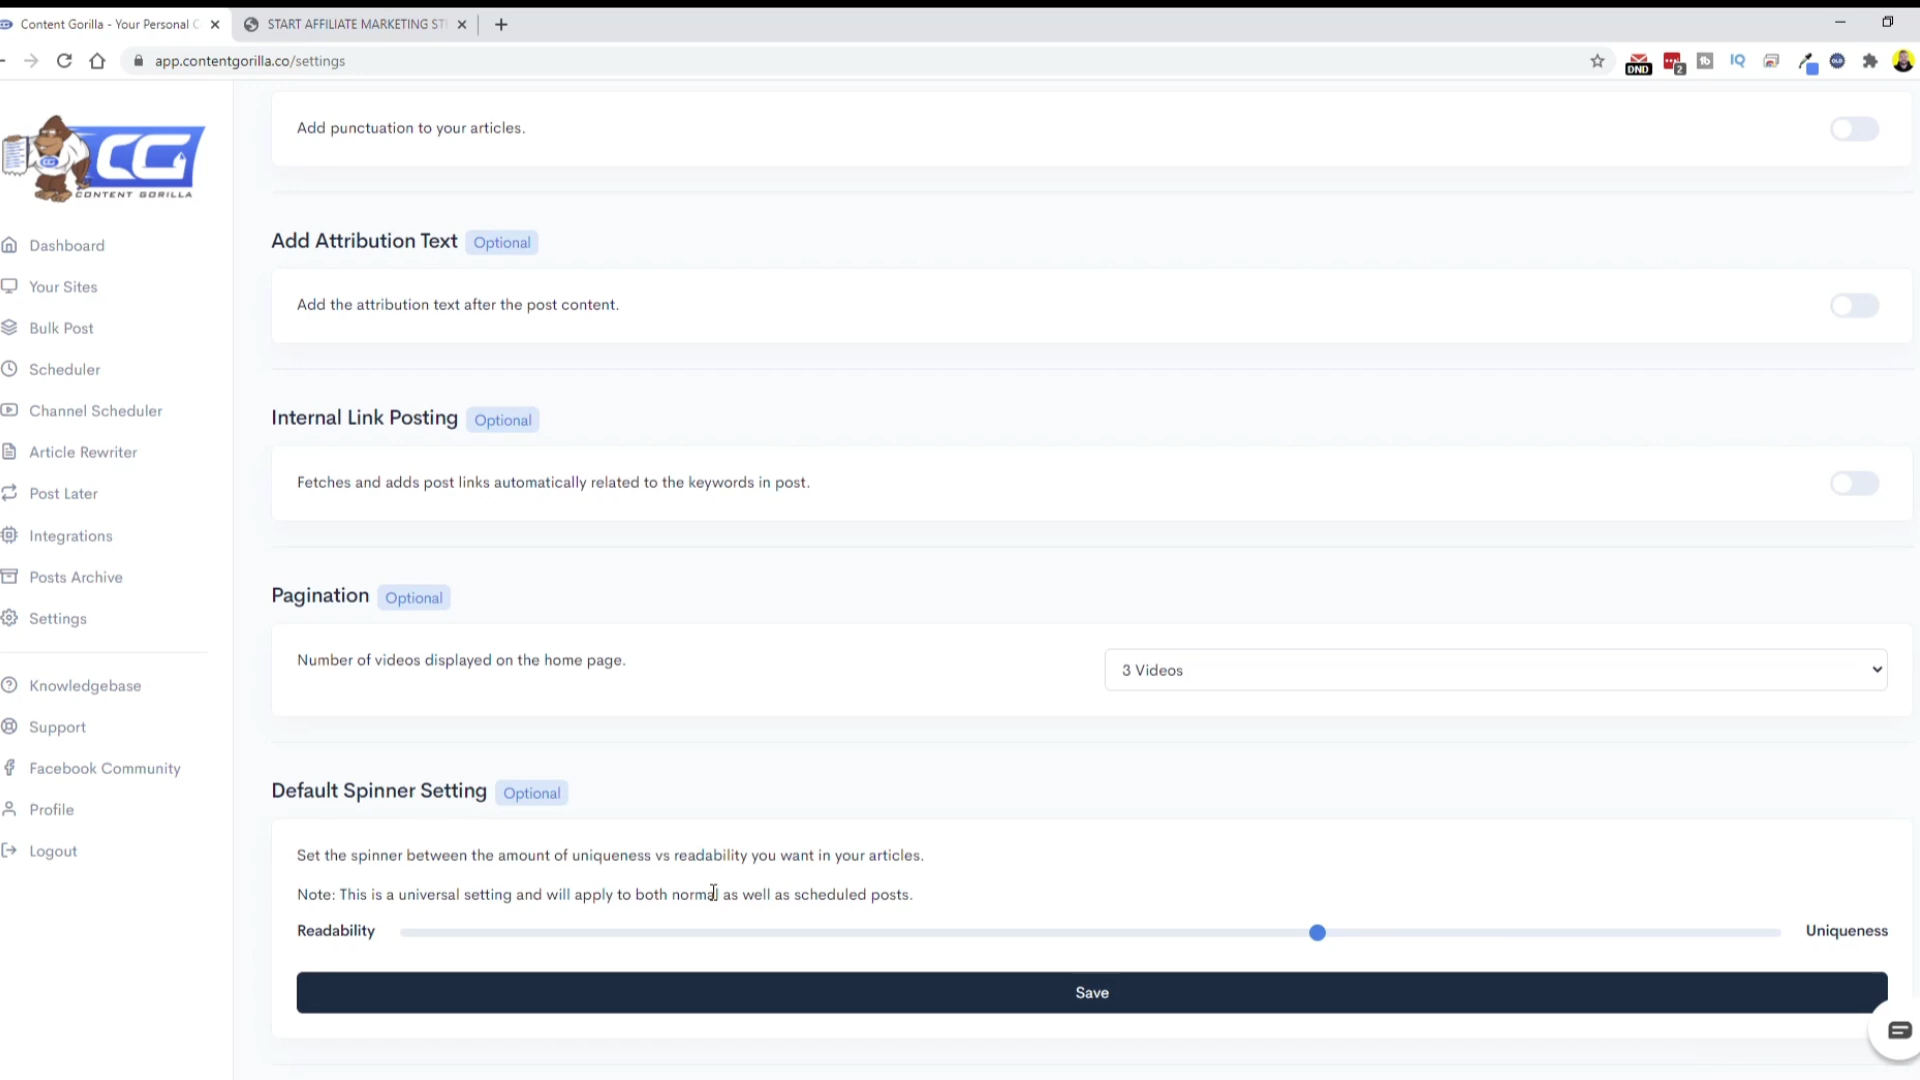 Content Gorilla - Your Personal C
START AFFILIATE MARKETING ST
app.contentgorilla.co/settings
DND
2
IQ
CG
CONTENT GORILLA
Dashboard
Your Sites
Bulk Post
Scheduler
Channel Scheduler
Article Rewriter
Post Later
Integrations
Posts Archive
Settings
Knowledgebase
Support
Facebook Community
Profile
Logout
Add punctuation to your articles.
Add Attribution Text Optional
Add the attribution text after the post content.
Internal Link Posting Optional
Fetches and adds post links automatically related to the keywords in post.
Pagination Optional
Number of videos displayed on the home page.
3 Videos
Default Spinner Setting Optional
Set the spinner between the amount of uniqueness vs readability you want in your articles.
Note: This is a universal setting and will apply to both normal as well as scheduled posts.
Readability
Uniqueness
Save